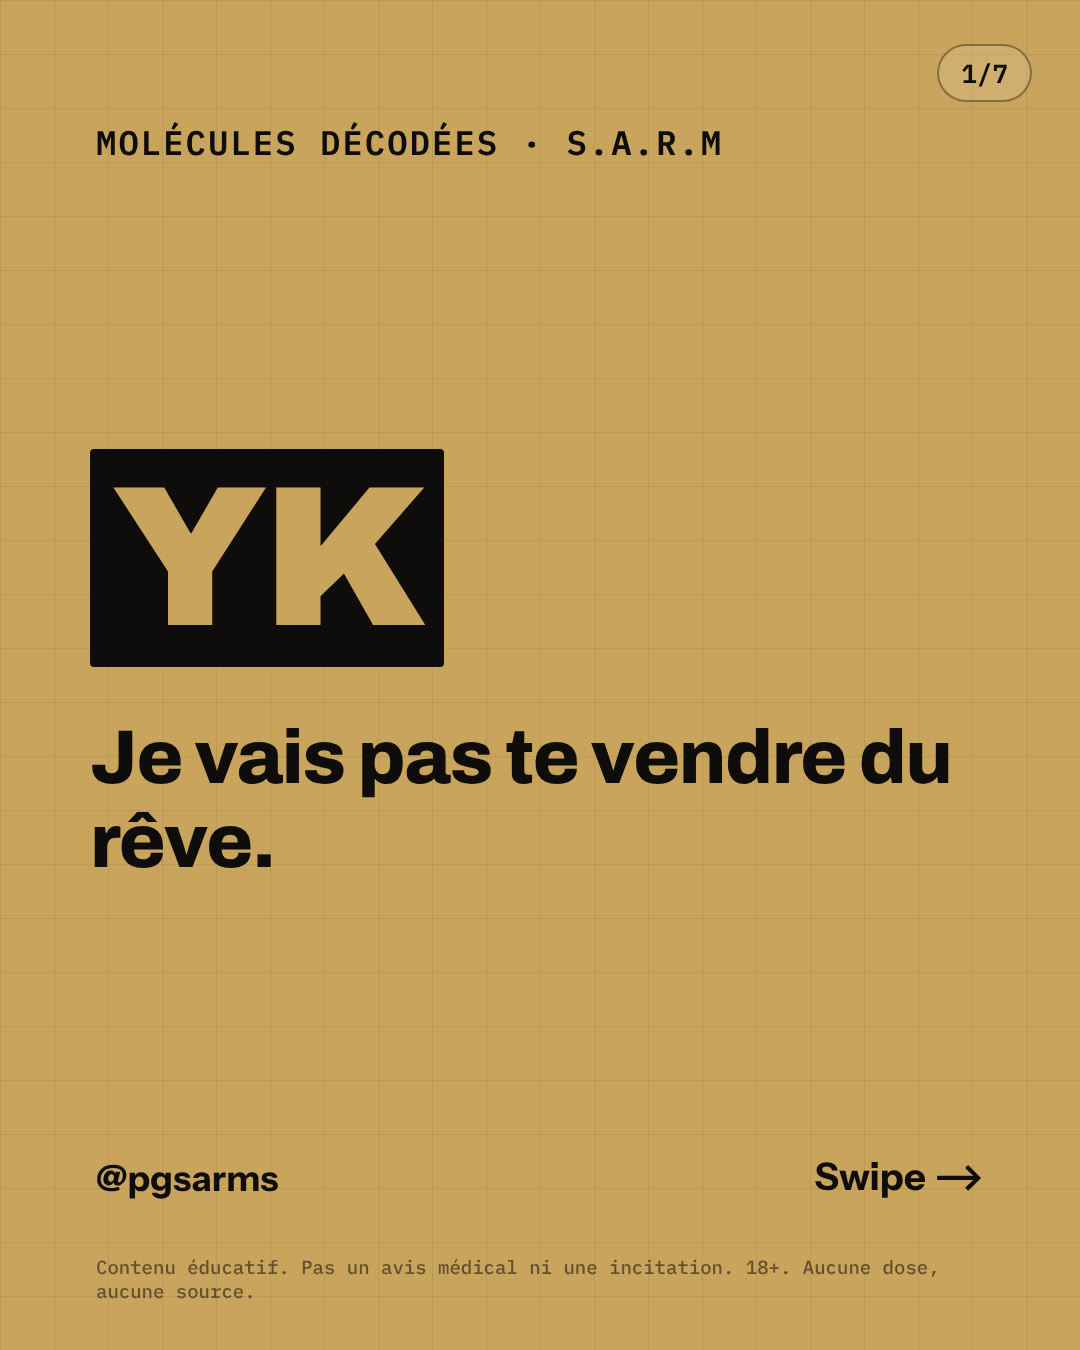 1/7
MOLÉCULES DÉCODÉES · S.A.R.M
YK
Je vais pas te vendre du
rêve.
@pgsarms
Swipe →
Contenu éducatif. Pas un avis médical ni une incitation. 18+. Aucune dose,
aucune source.